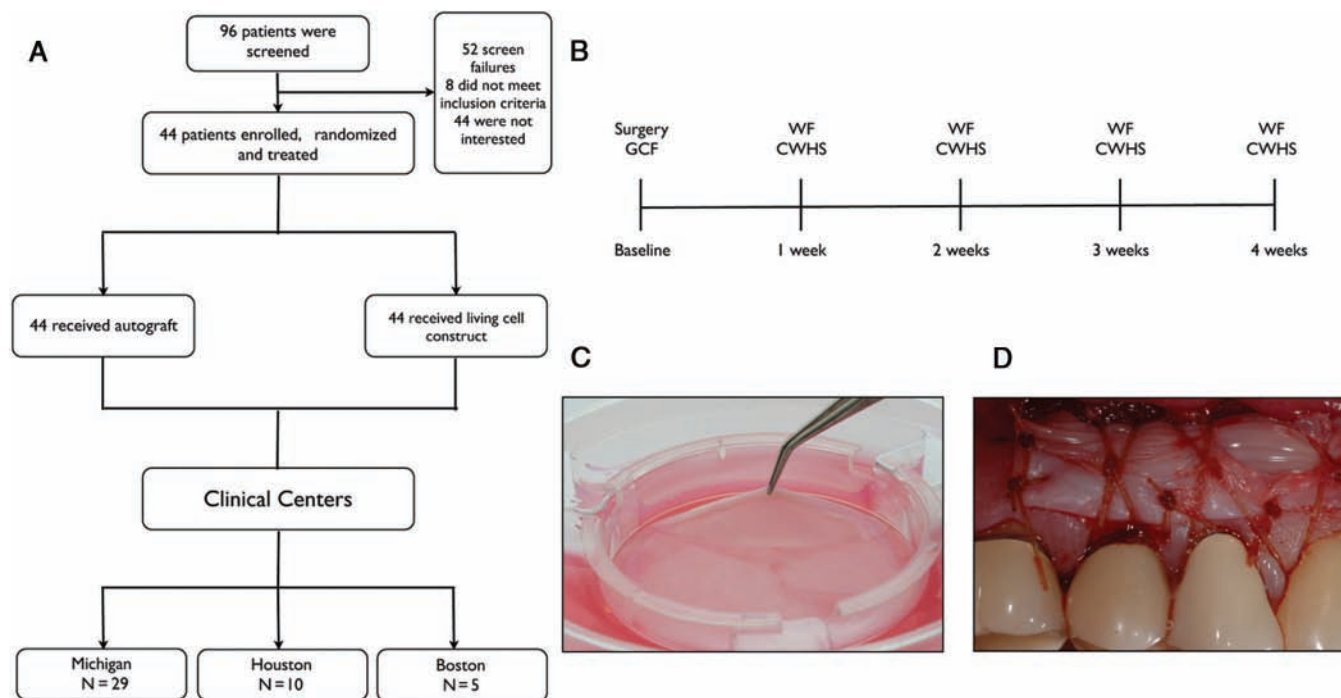 A
96 patients were
screened
52 screen
failures
8 did not meet
inclusion criteria
44 were not
interested
44 patients enrolled, randomized
and treated
44 received autograft
44 received living cell
construct
Clinical Centers
Michigan
N = 29
Houston
N = 10
Boston
N = 5
B
Surgery
GCF
WF
CWHS
WF
CWHS
WF
CWHS
WF
CWHS
Baseline
1 week
2 weeks
3 weeks
4 weeks
C
D